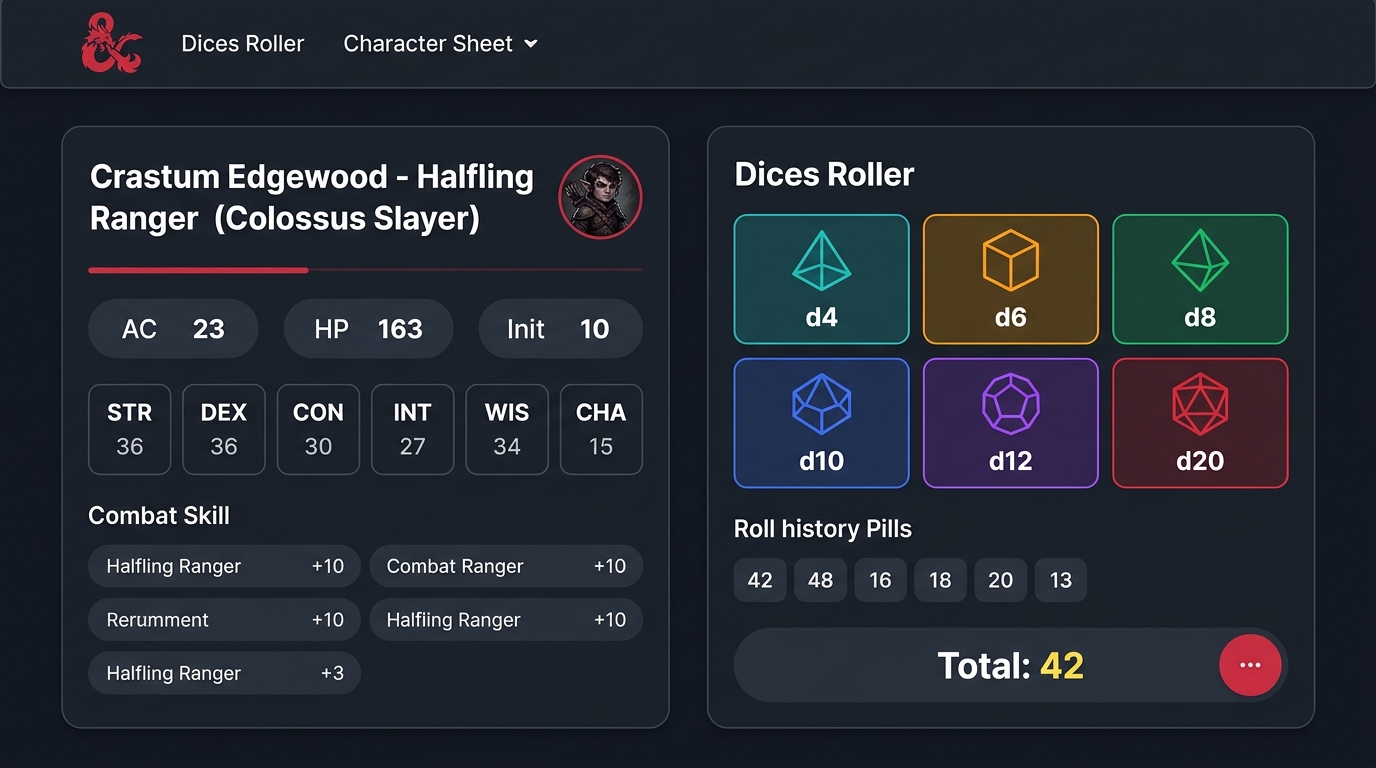 Dices Roller
Character Sheet
Crastum Edgewood - Halfling
Ranger (Colossus Slayer)
AC 23
HP 163
Init 10
STR
36
DEX
36
CON
30
INT
27
WIS
34
CHA
15
Combat Skill
Halfling Ranger +10
Combat Ranger +10
Rerumment +10
Halfling Ranger +10
Halfling Ranger +3
Dices Roller
d4
d6
d8
d10
d12
d20
Roll history Pills
42 48 16 18 20 13
Total: 42